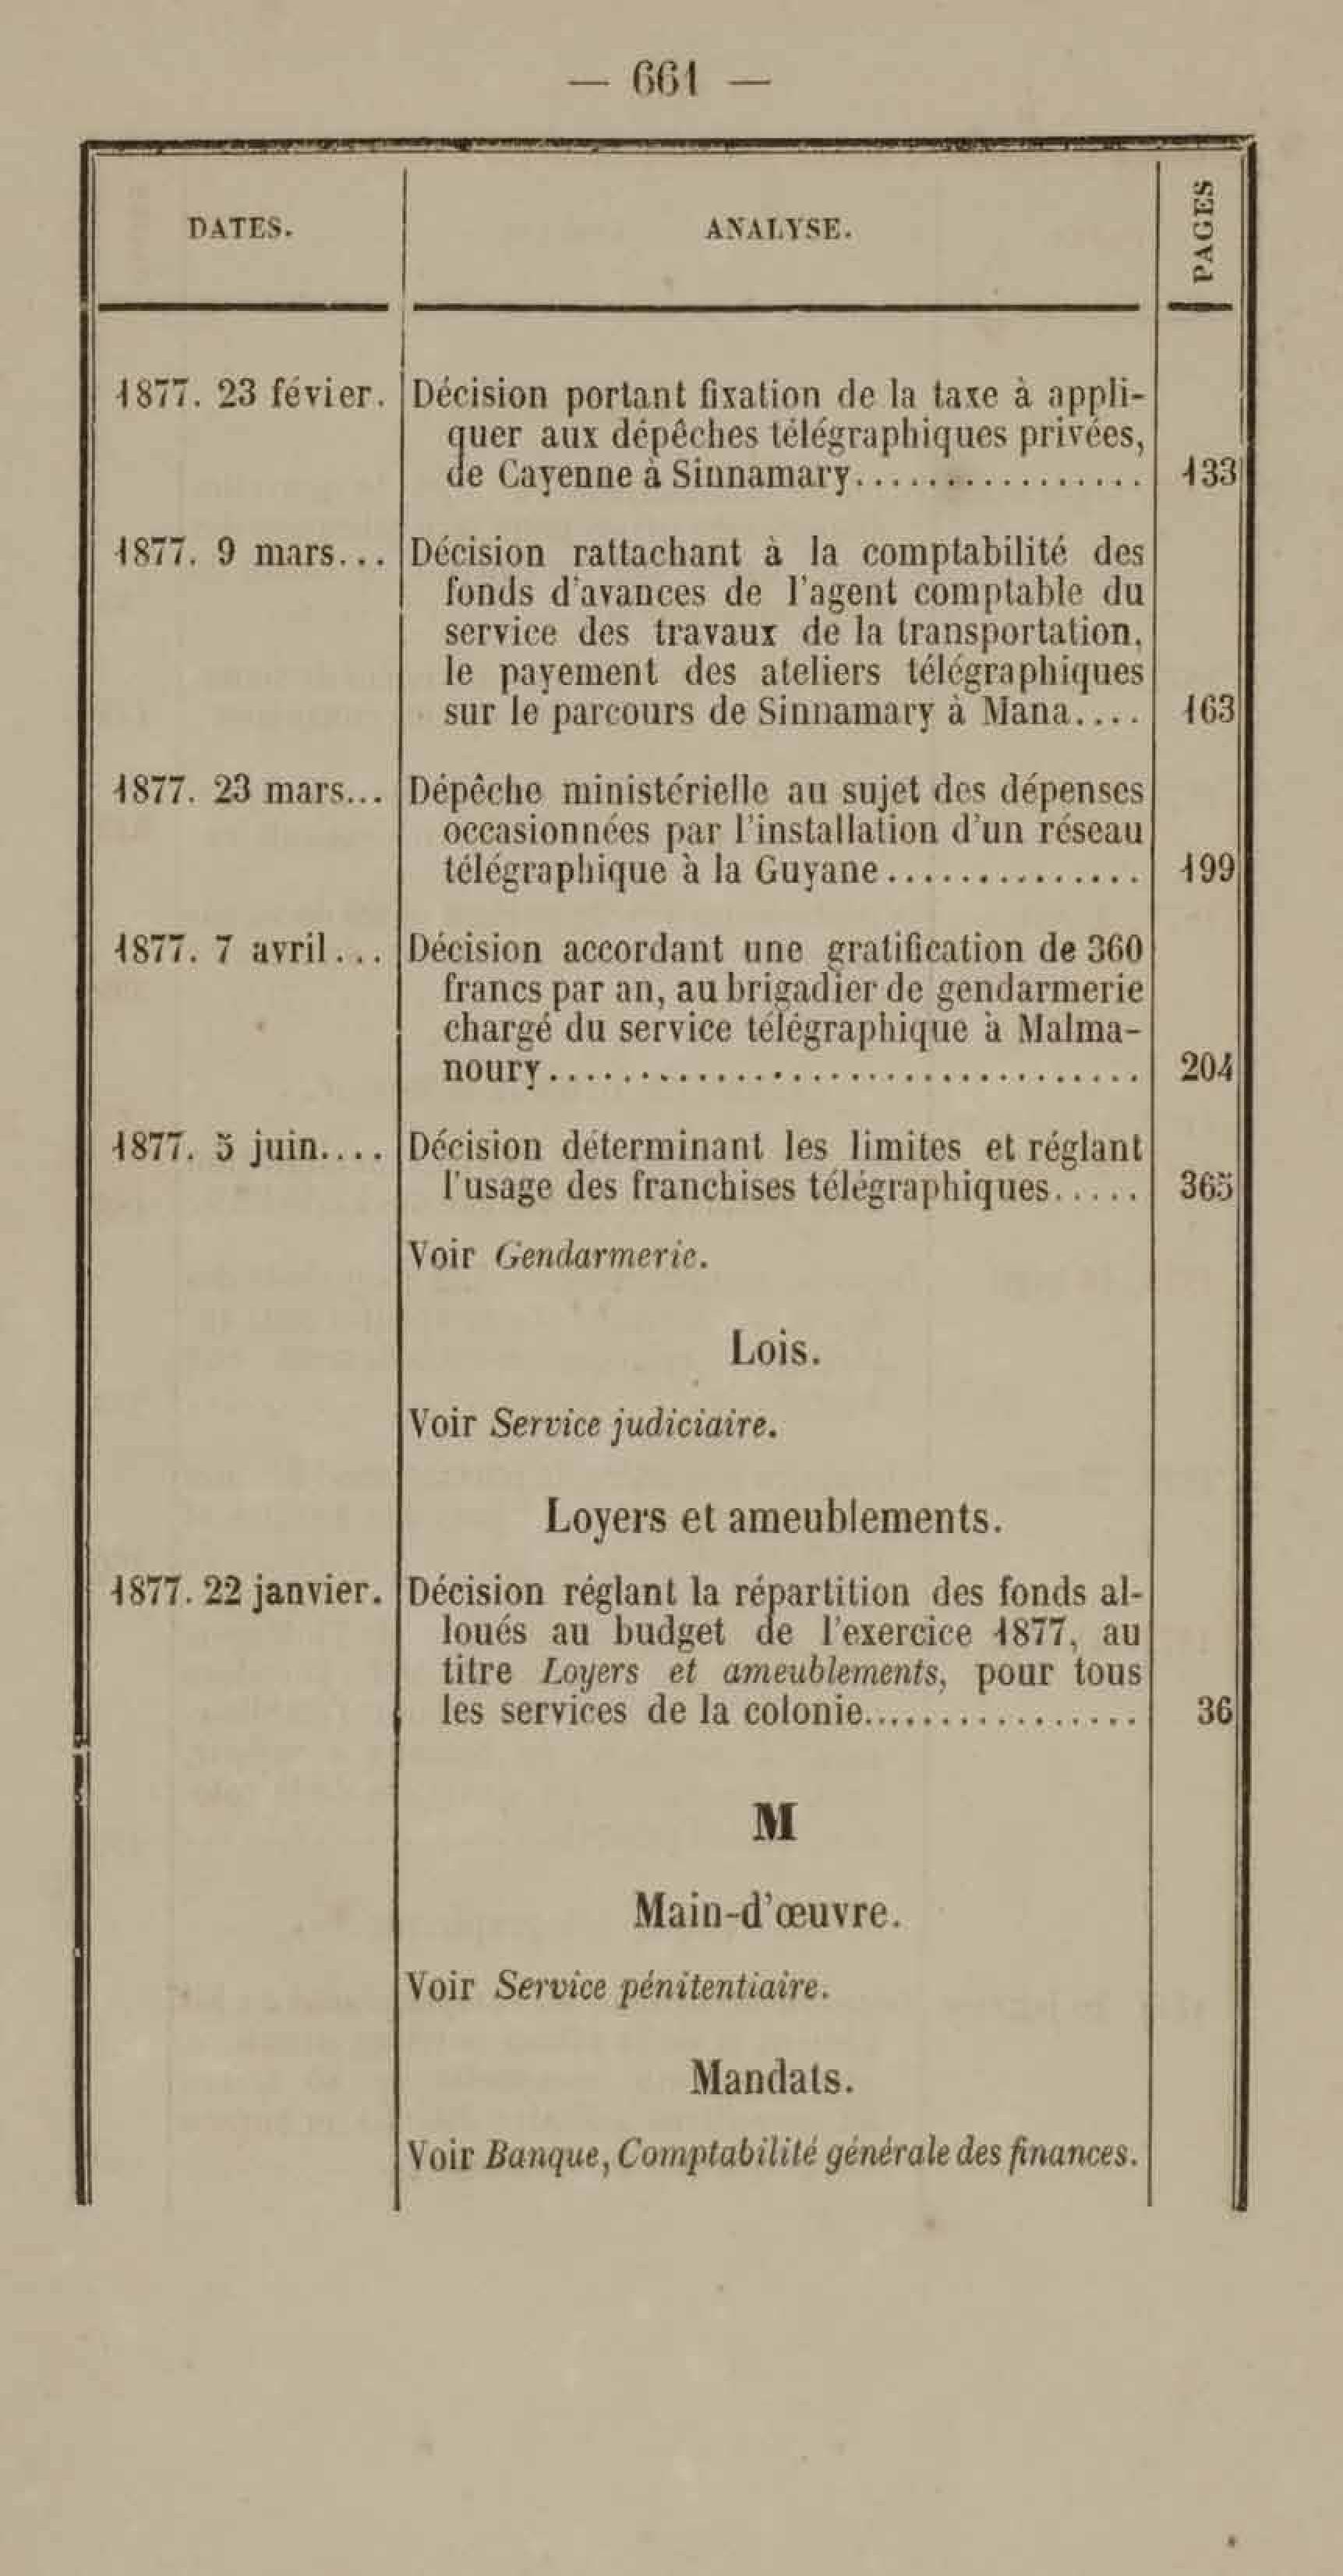 — 661 —
DATES. ANALYSE. PAGES
1877. 23 févier. Décision portant fixation de la taxe à appli-
quer aux dépêches télégraphiques privées,
de Cayenne à Sinnamary................ 133
1877. 9 mars... Décision rattachant à la comptabilité des
fonds d'avances de l'agent comptable du
service des travaux de la transportation,
le payement des ateliers télégraphiques
sur le parcours de Sinnamary à Mana.... 163
1877. 23 mars... Dépêche ministérielle au sujet des dépenses
occasionnées par l'installation d'un réseau
télégraphique à la Guyane.............. 199
1877. 7 avril... Décision accordant une gratification de 360
francs par an, au brigadier de gendarmerie
chargé du service télégraphique à Malma-
noury................................. 204
1877. 5 juin.... Décision déterminant les limites et réglant
l'usage des franchises télégraphiques..... 365
Voir Gendarmerie.
Lois.
Voir Service judiciaire.
Loyers et ameublements.
1877. 22 janvier. Décision réglant la répartition des fonds al-
loués au budget de l'exercice 1877, au
titre Loyers et ameublements, pour tous
les services de la colonie................ 36
M
Main-d'œuvre.
Voir Service pénitentiaire.
Mandats.
Voir Banque, Comptabilité générale des finances.